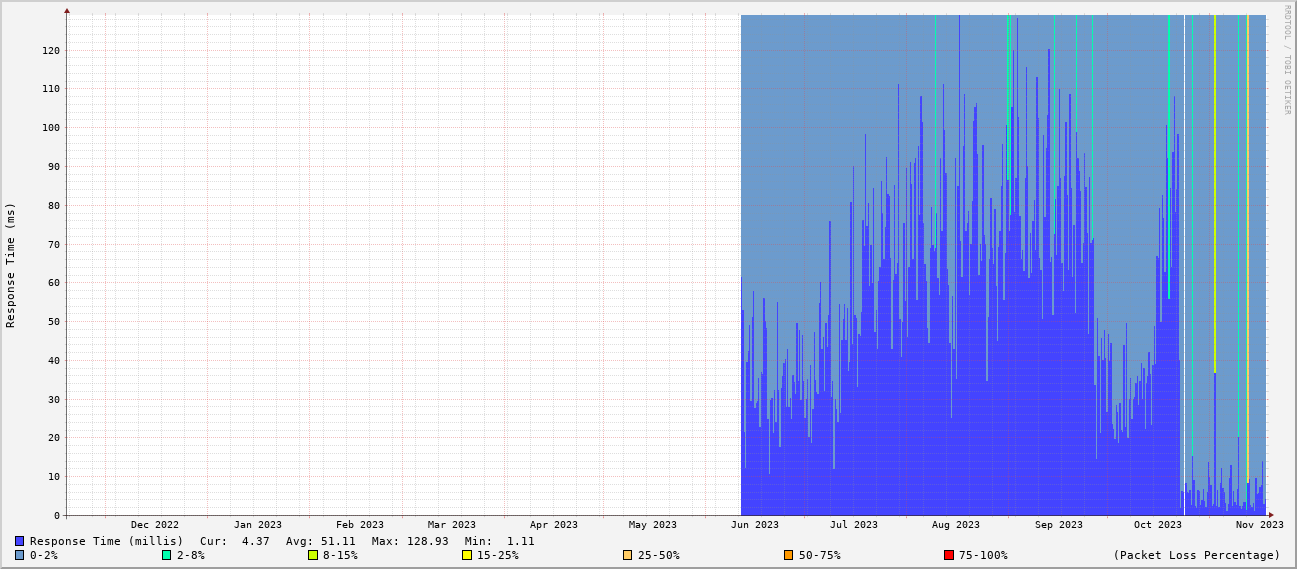 RRDTOOL / TOBI OETIKER
Response Time (ms)
120
110
100
90
80
70
60
50
40
30
20
10
0
Dec 2022 Jan 2023 Feb 2023 Mar 2023 Apr 2023 May 2023 Jun 2023 Jul 2023 Aug 2023 Sep 2023 Oct 2023 Nov 2023
Response Time (millis) Cur: 4.37 Avg: 51.11 Max: 128.93 Min: 1.11
0-2% 2-8% 8-15% 15-25% 25-50% 50-75% 75-100% (Packet Loss Percentage)